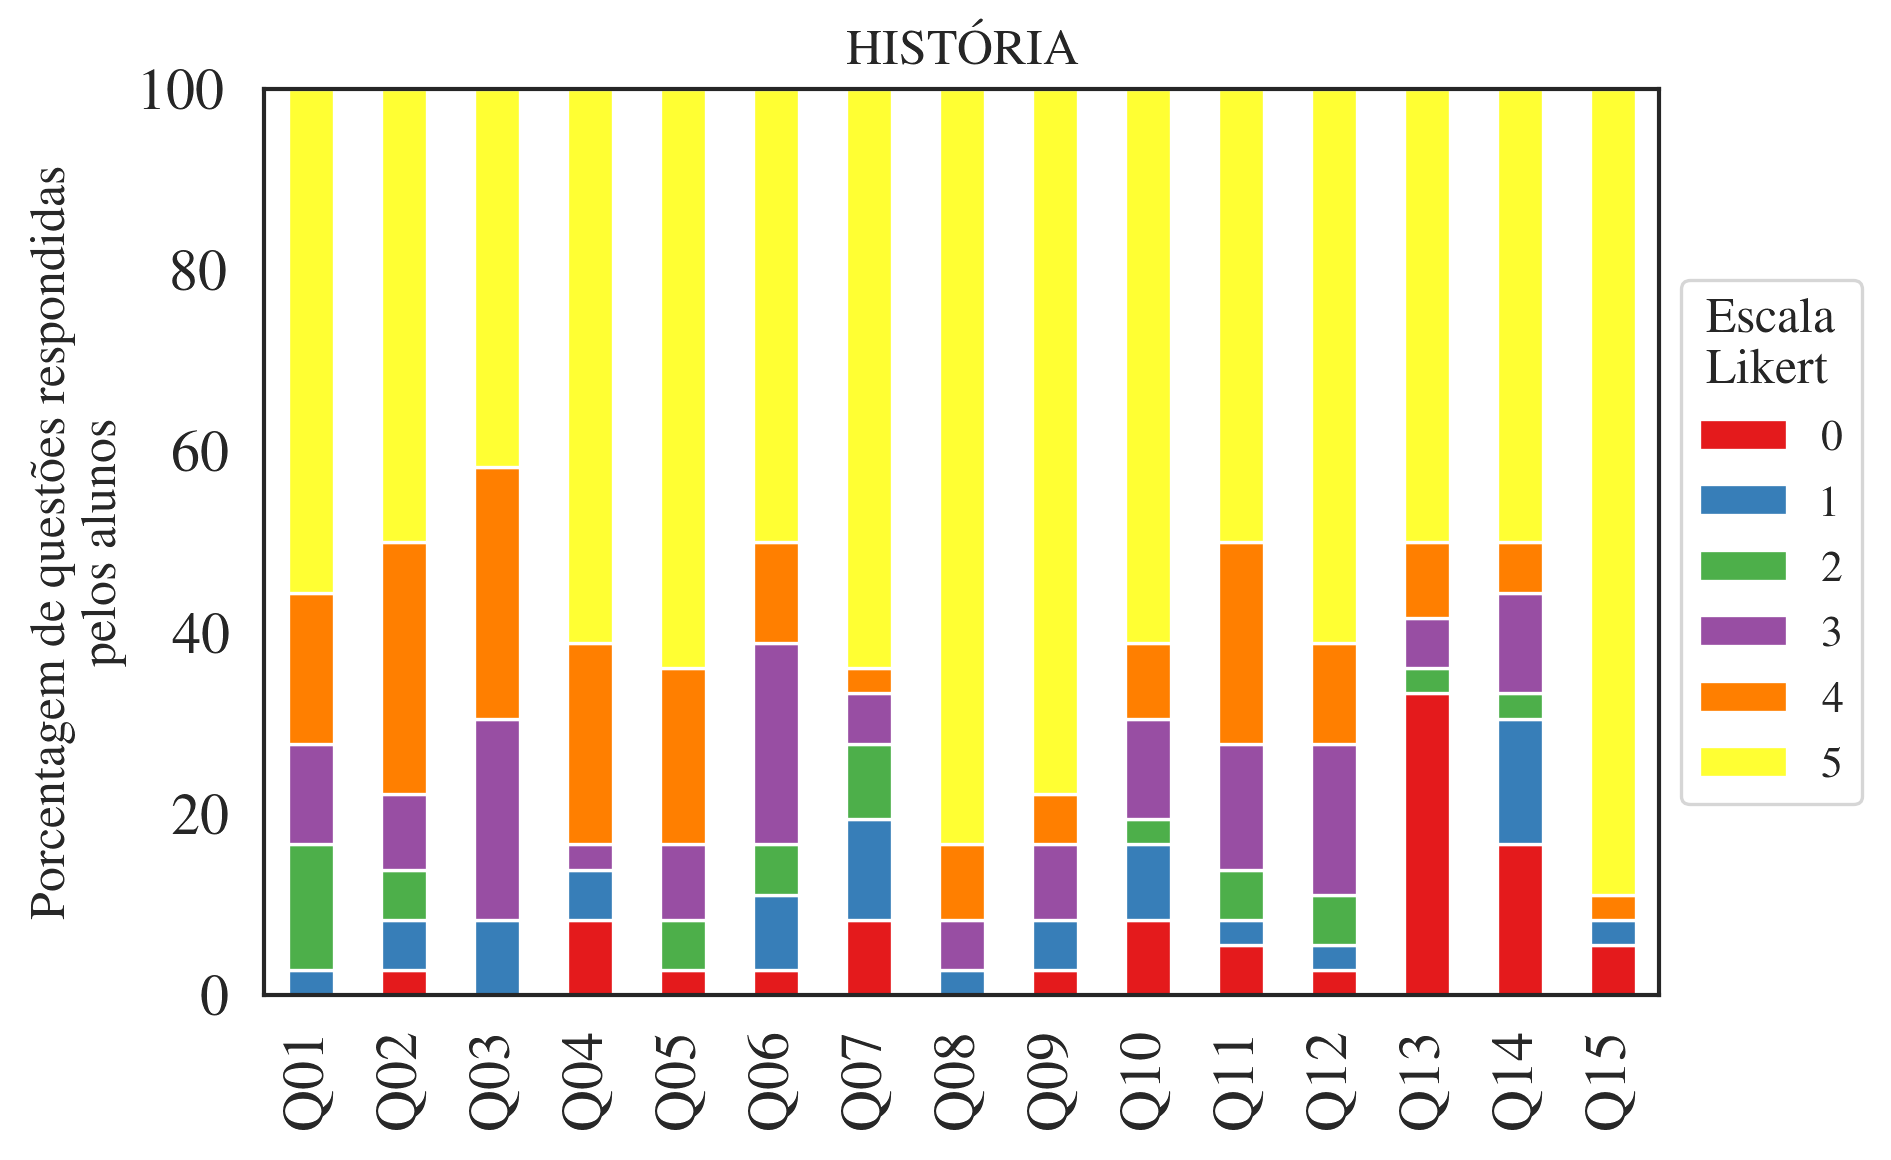 HISTÓRIA
Porcentagem de questões respondidas
pelos alunos
100
80
60
40
20
0
Q01
Q02
Q03
Q04
Q05
Q06
Q07
Q08
Q09
Q10
Q11
Q12
Q13
Q14
Q15
Escala
Likert
0
1
2
3
4
5